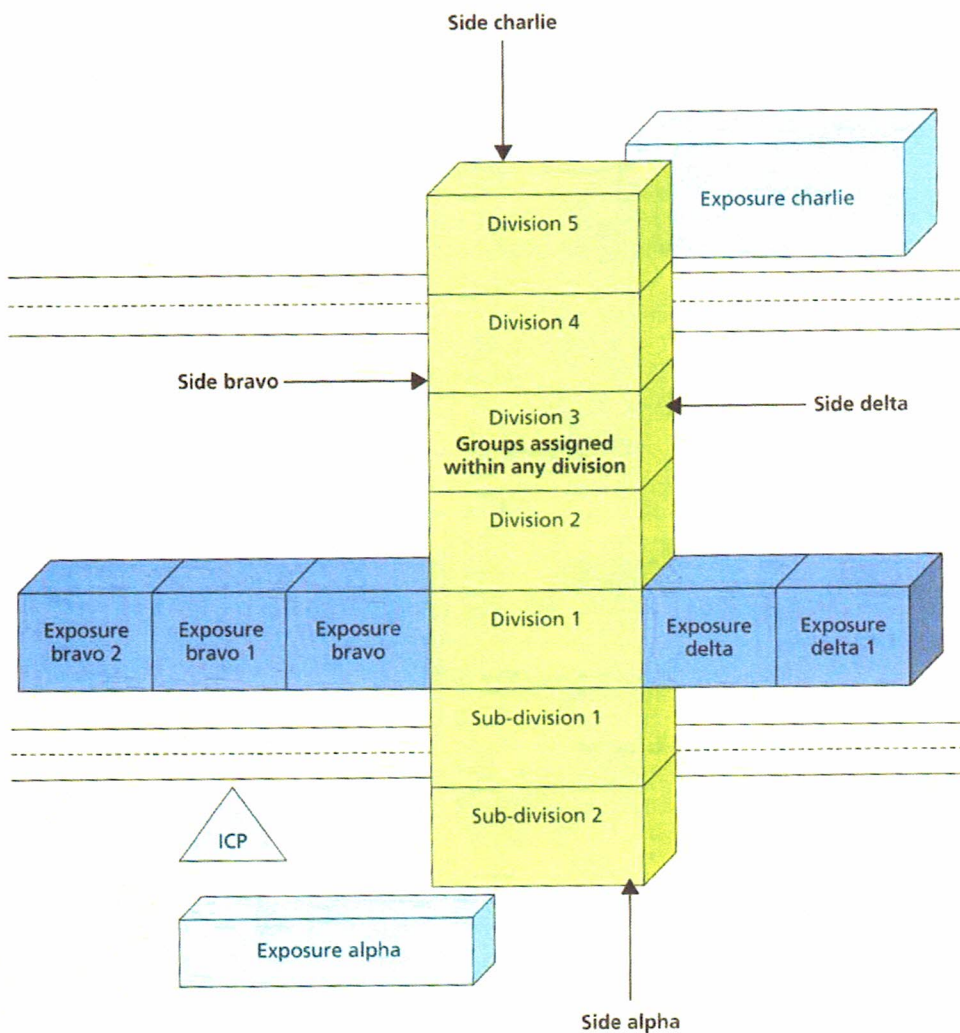 Side charlie
Exposure charlie
Division 5
Division 4
Side bravo
Division 3
Groups assigned
within any division
Side delta
Division 2
Exposure
bravo 2
Exposure
bravo 1
Exposure
bravo
Division 1
Exposure
delta
Exposure
delta 1
Sub-division 1
Sub-division 2
ICP
Exposure alpha
Side alpha